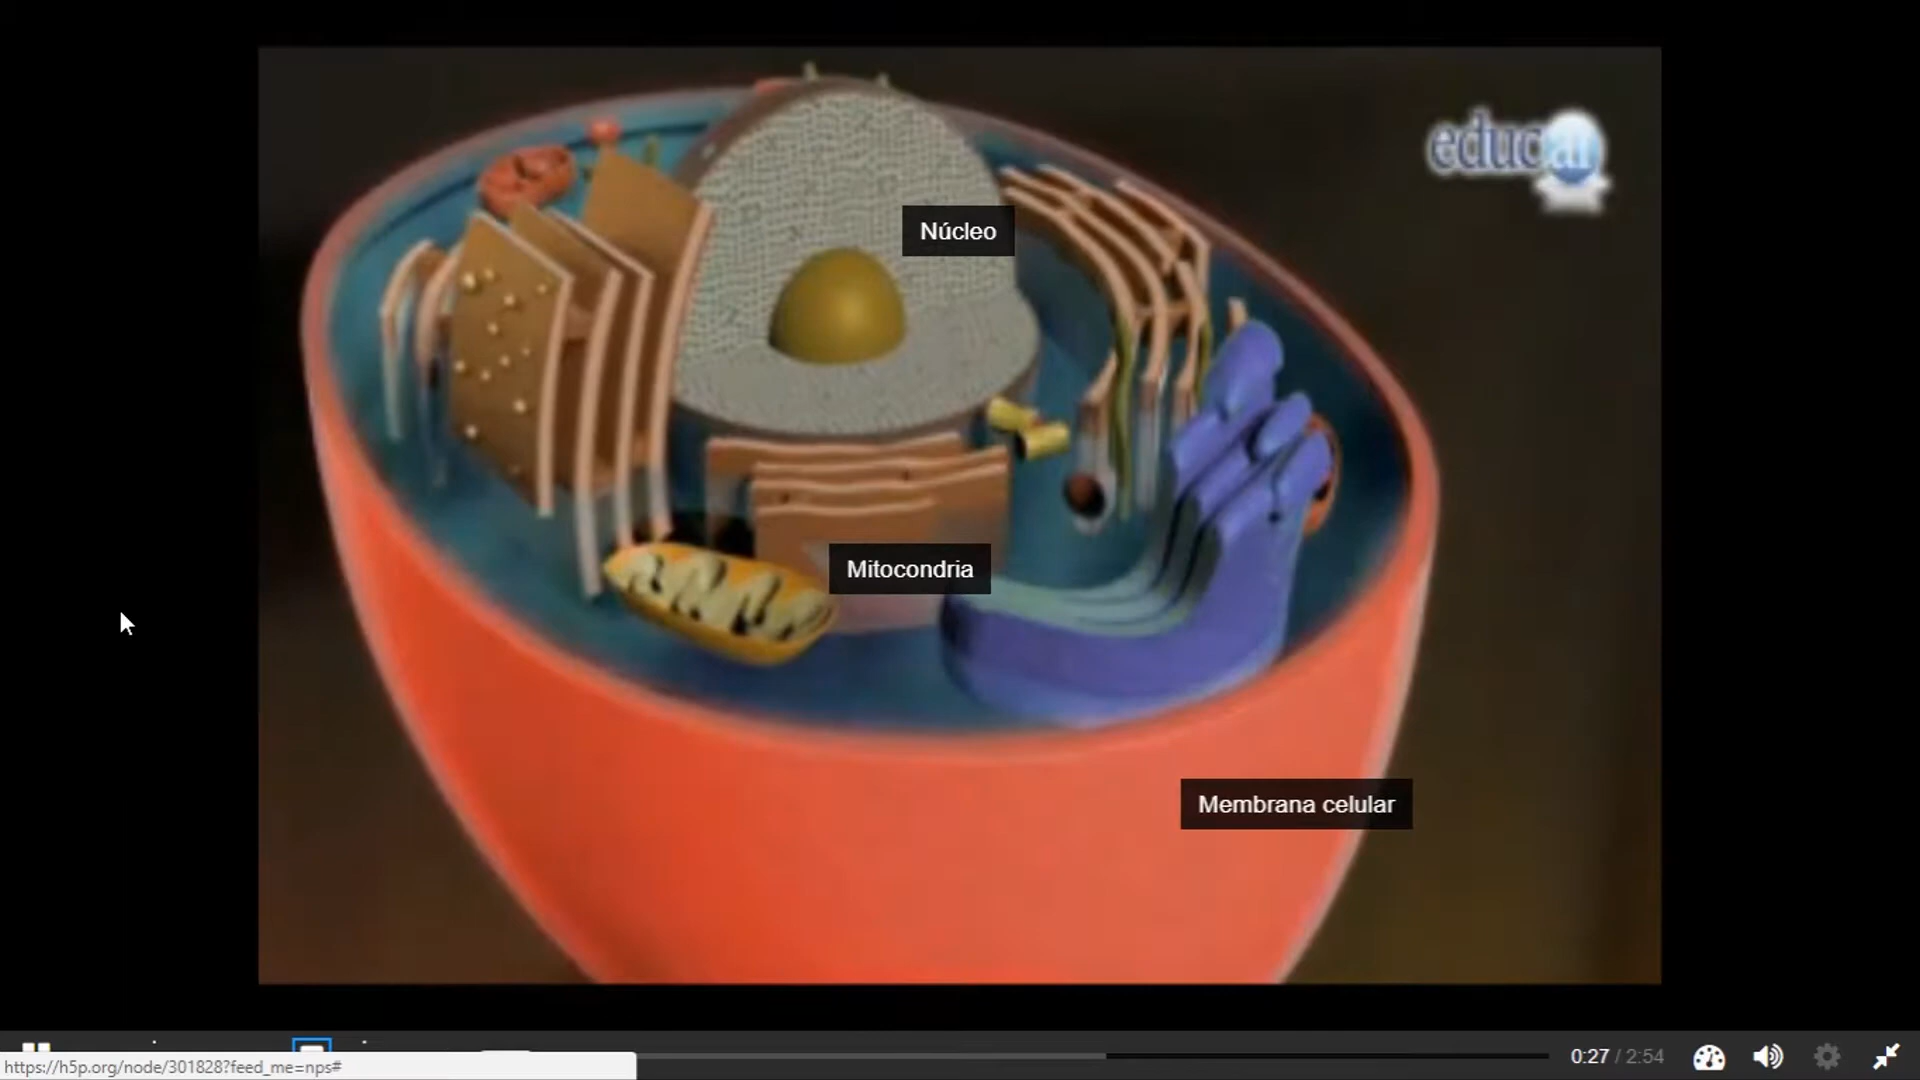 educ.ar
Núcleo
Mitocondria
Membrana celular
0:27 / 2:54
https://h5p.org/node/301828?feed_me=nps#